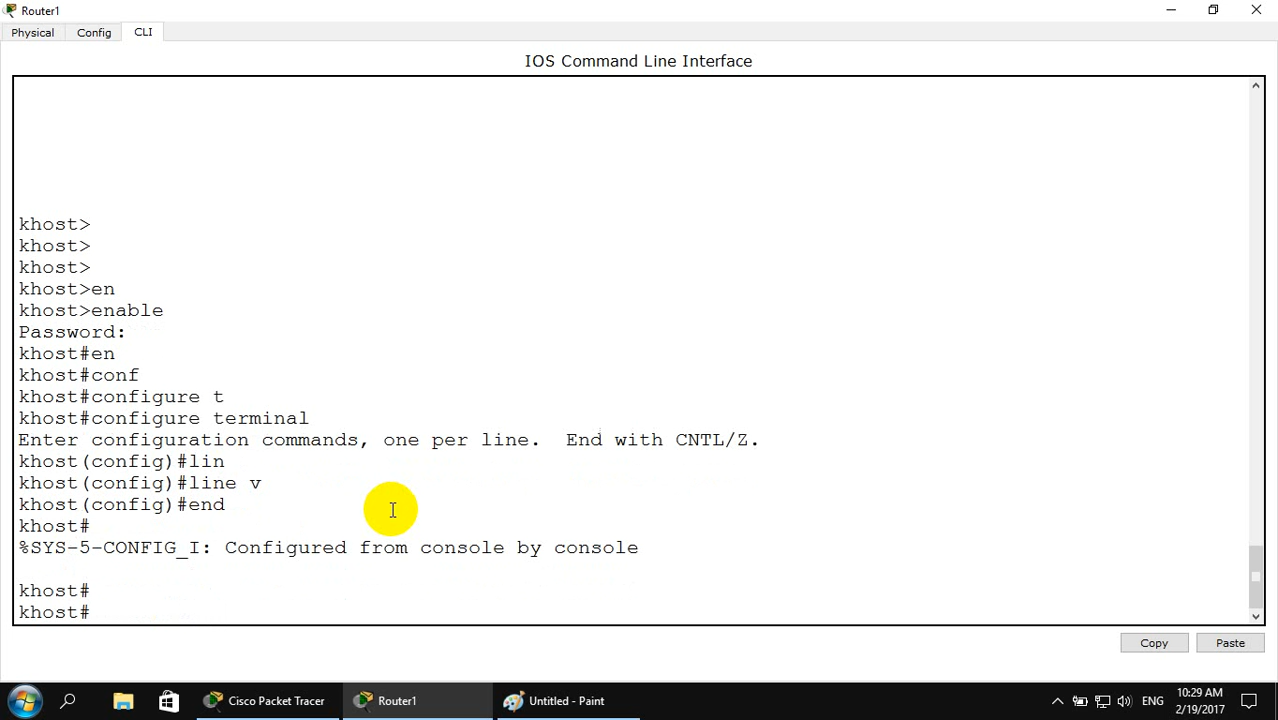 Router1
Physical Config CLI
IOS Command Line Interface
khost>
khost>
khost>
khost>en
khost>enable
Password:
khost#en
khost#conf
khost#configure t
khost#configure terminal
Enter configuration commands, one per line.  End with CNTL/Z.
khost(config)#lin
khost(config)#line v
khost(config)#end
khost#
%SYS-5-CONFIG_I: Configured from console by console
khost#
khost#
Copy Paste
Cisco Packet Tracer Router1 Untitled - Paint ENG 10:29 AM
2/19/2017